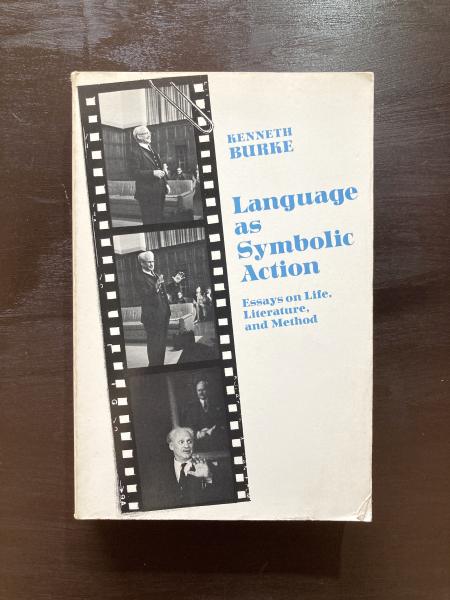 KENNETH
BURKE
Language
as
Symbolic
Action
Essays on Life,
Literature,
and Method